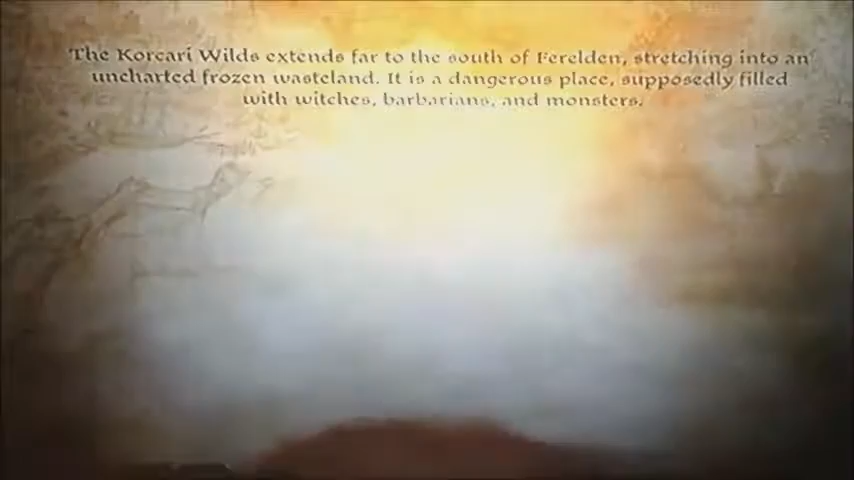 The Korcari Wilds extends far to the south of Ferelden, stretching into an
uncharted frozen wasteland. It is a dangerous place, supposedly filled
with witches, barbarians, and monsters.